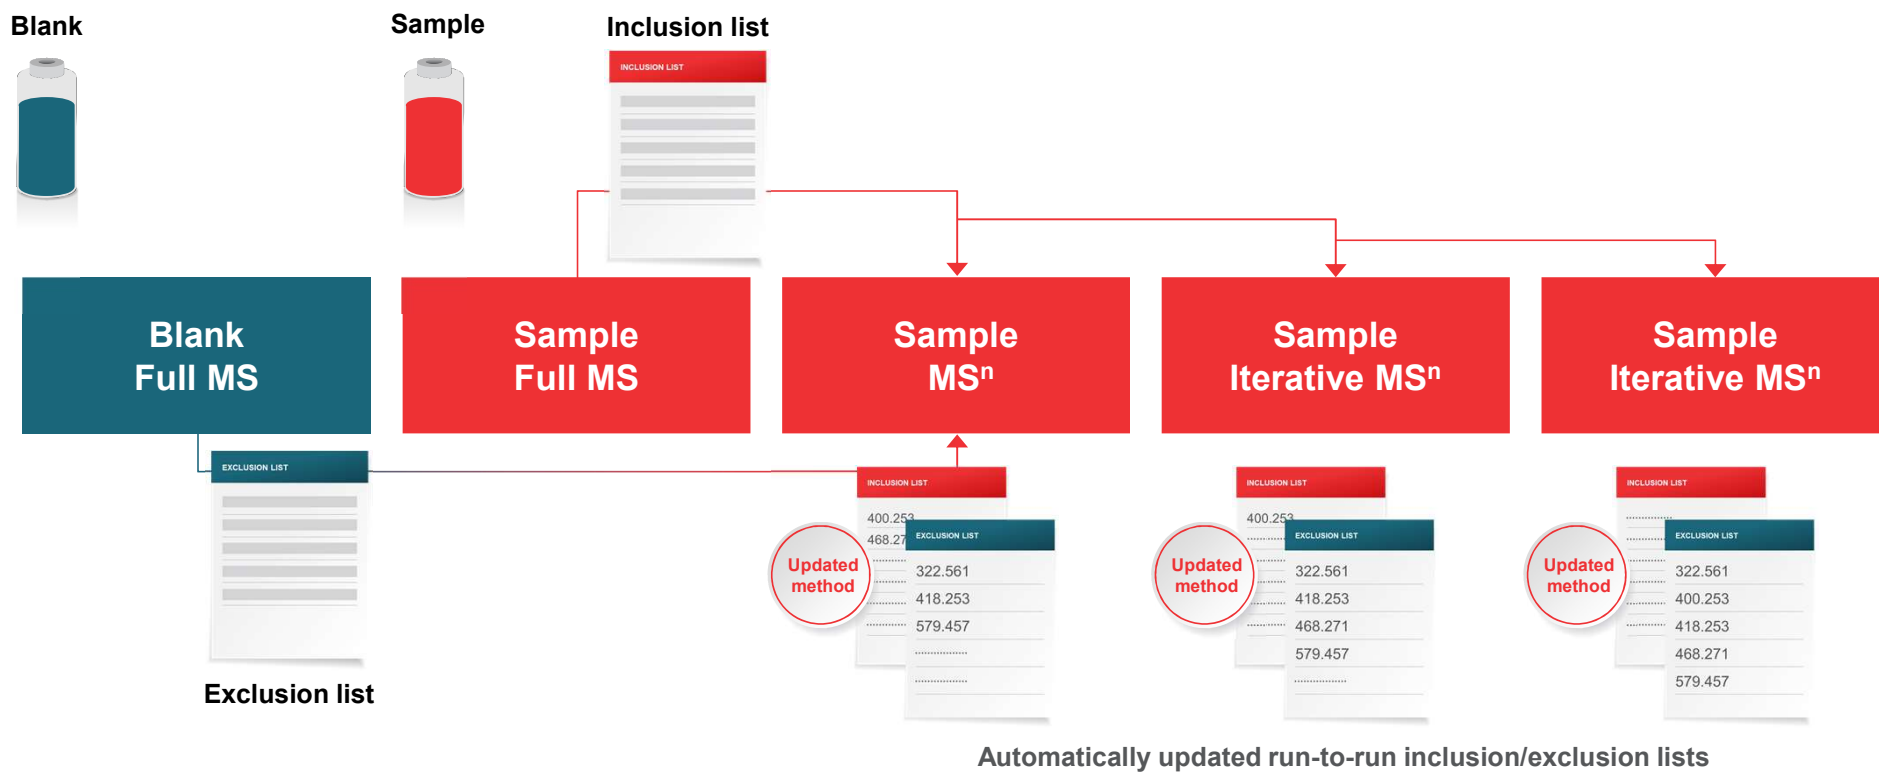 Blank
Sample
Inclusion list
INCLUSION LIST
Blank
Full MS
Sample
Full MS
Sample
MSⁿ
Sample
Iterative MSⁿ
Sample
Iterative MSⁿ
EXCLUSION LIST
Exclusion list
INCLUSION LIST
400.253
468.27
EXCLUSION LIST
322.561
418.253
579.457
Updated
method
INCLUSION LIST
400.253
EXCLUSION LIST
322.561
418.253
468.271
579.457
Updated
method
INCLUSION LIST
EXCLUSION LIST
322.561
400.253
418.253
468.271
579.457
Updated
method
Automatically updated run-to-run inclusion/exclusion lists